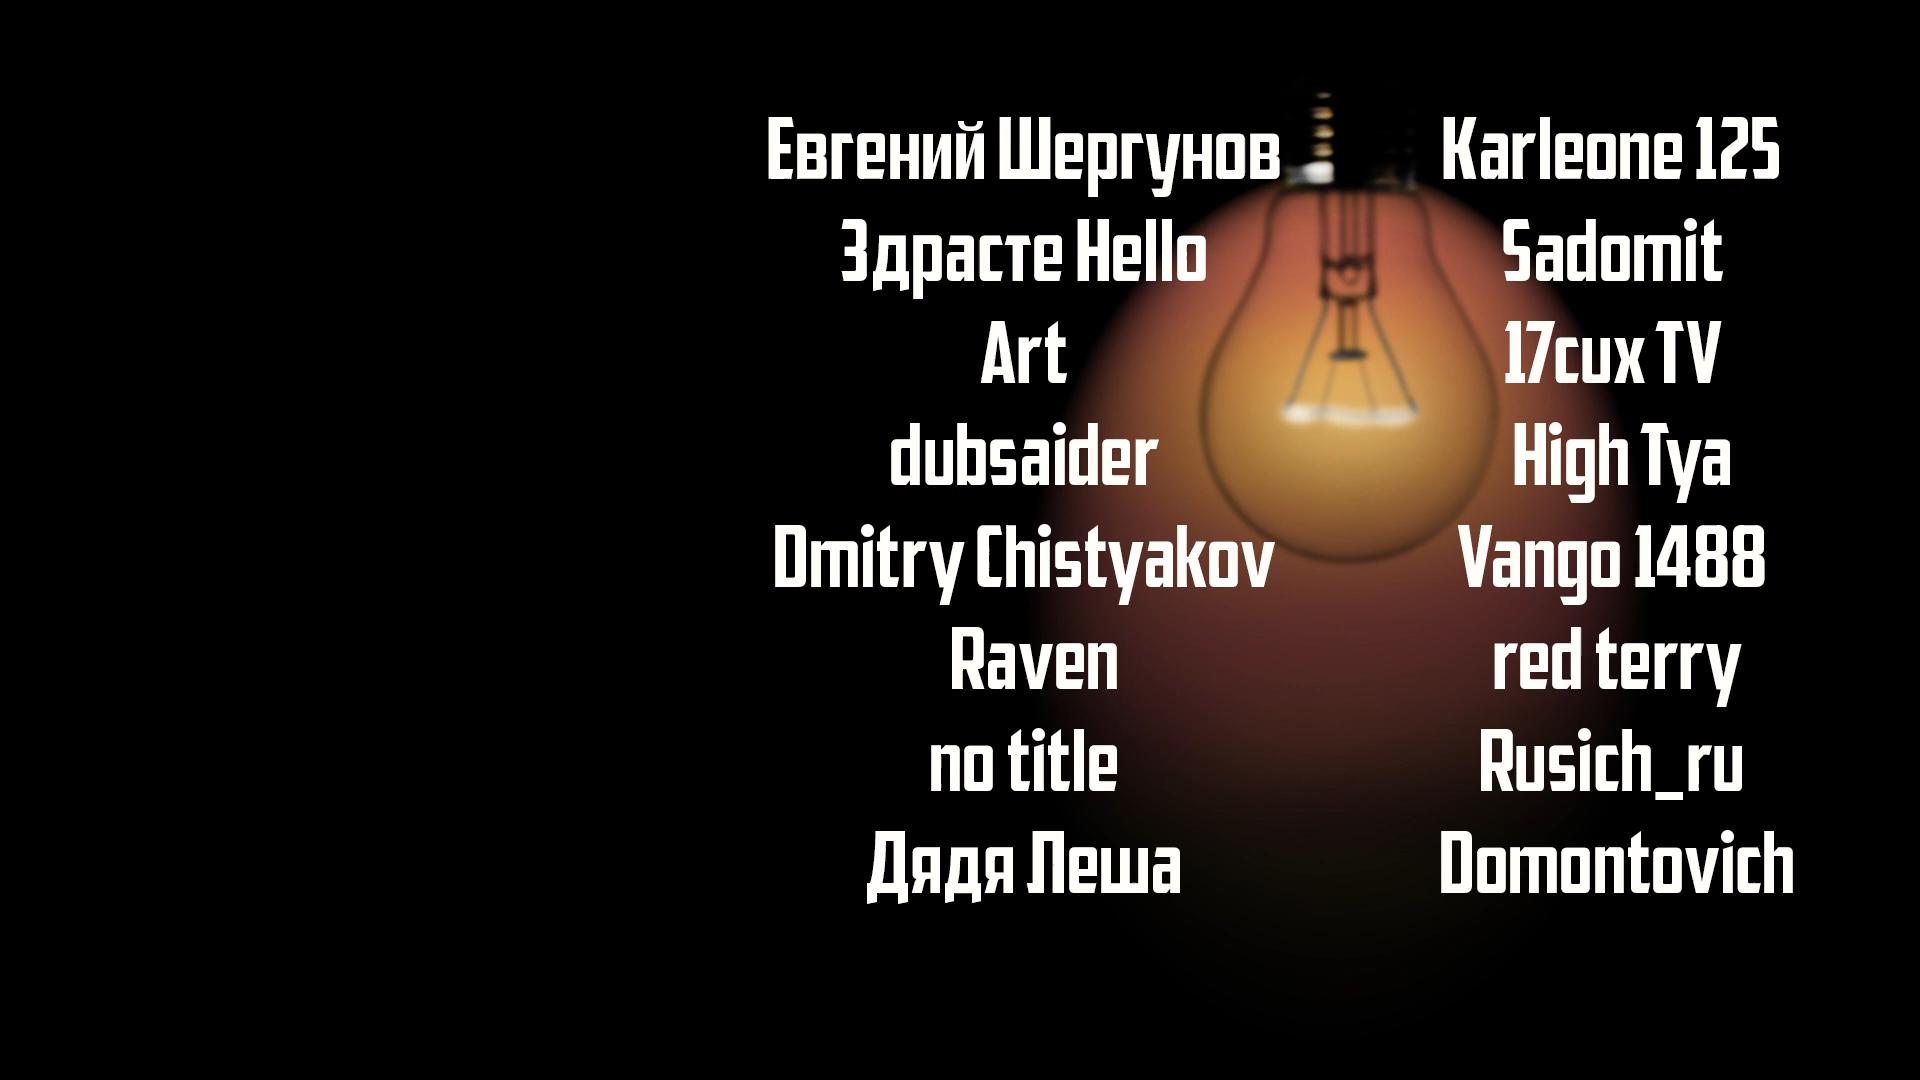 Евгений Шергунов
Здрасте Hello
Art
dubsaider
Dmitry Chistyakov
Raven
no title
Дядя Леша
Karleone 125
Sadomit
17cux TV
High Tya
Vango 1488
red terry
Rusich_ru
Domontovich